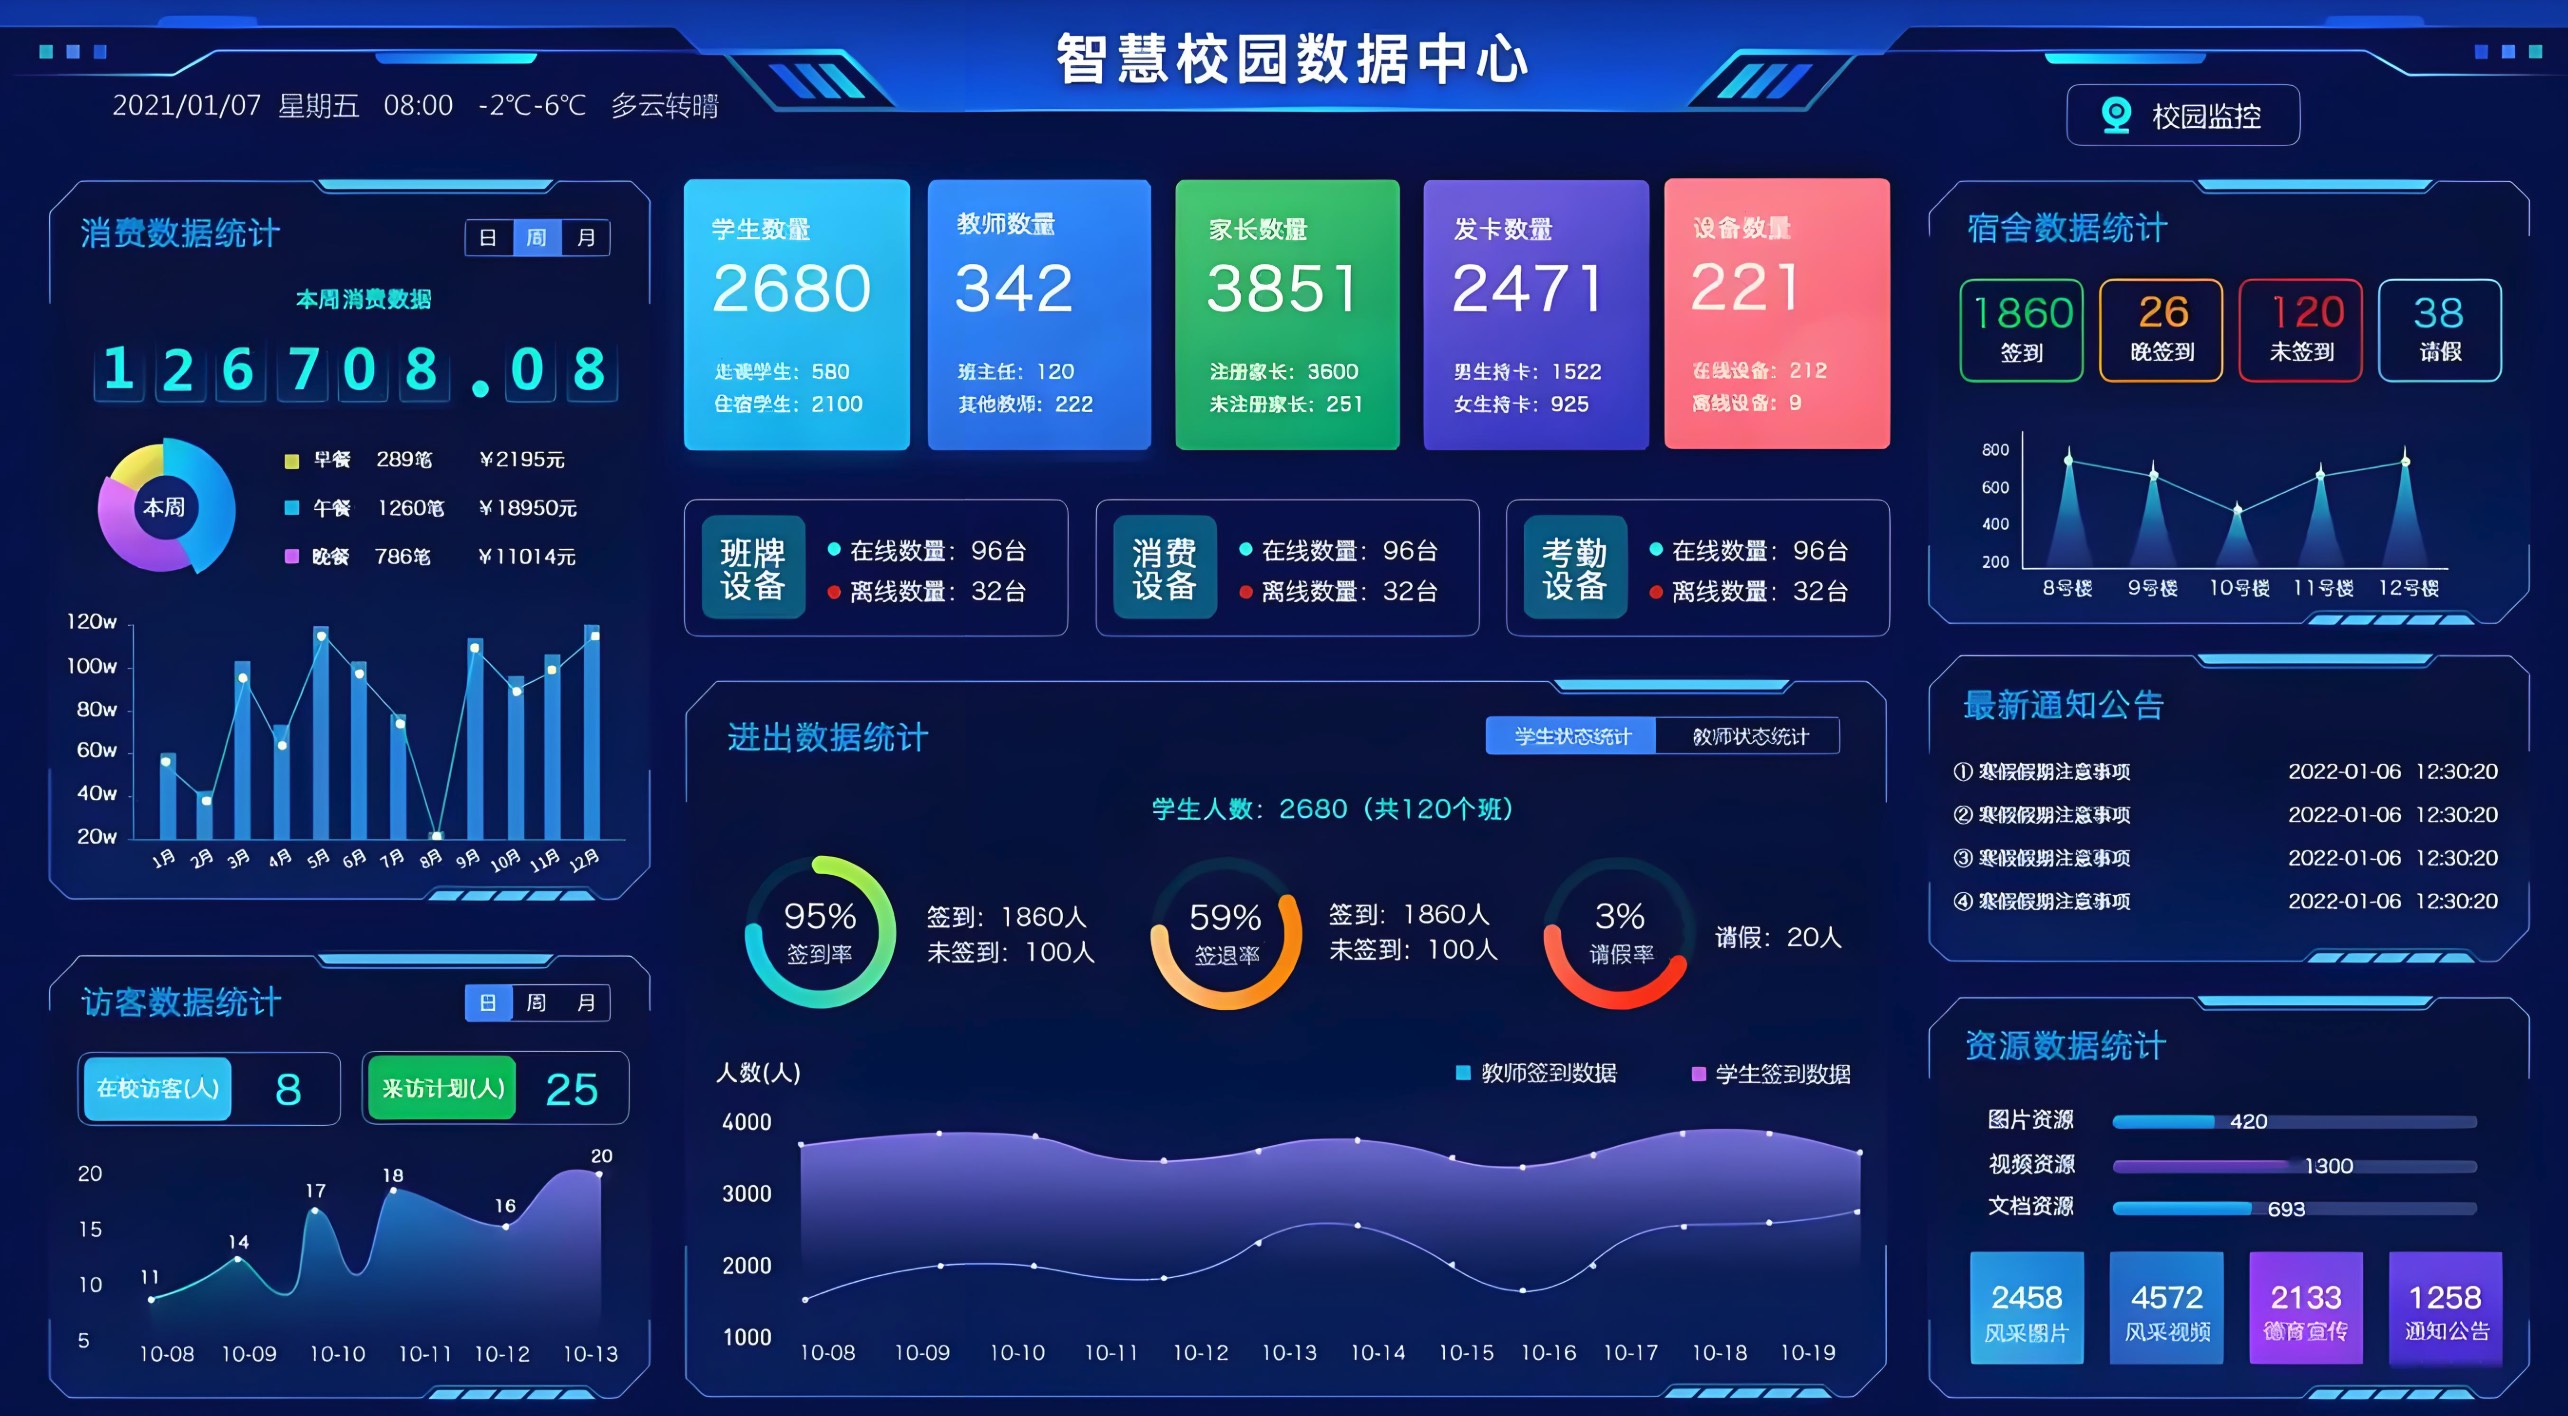 智慧校园数据中心
2021/01/07 星期五 08:00 -2℃-6℃ 多云转晴
校园监控
消费数据统计
日 周 月
本周消费数据
126708.08
本周
早餐 289笔 ¥2195元
午餐 1260笔 ¥18950元
晚餐 786笔 ¥11014元
120w
100w
80w
60w
40w
20w
1月 2月 3月 4月 5月 6月 7月 8月 9月 10月 11月 12月
访客数据统计
日 周 月
在校访客(人) 8
来访计划(人) 25
20
15
10
5
11 14 17 18 16 20
10-08 10-09 10-10 10-11 10-12 10-13
学生数量
2680
走读学生：580
住宿学生：2100
教师数量
342
班主任：120
其他教师：222
家长数量
3851
注册家长：3600
未注册家长：251
发卡数量
2471
男生持卡：1522
女生持卡：925
设备数量
221
在线设备：212
离线设备：9
班牌设备
在线数量：96台
离线数量：32台
消费设备
在线数量：96台
离线数量：32台
考勤设备
在线数量：96台
离线数量：32台
进出数据统计
学生状态统计 教师状态统计
学生人数：2680（共120个班）
95%
签到率
签到：1860人
未签到：100人
59%
签退率
签到：1860人
未签到：100人
3%
请假率
请假：20人
人数(人)
教师签到数据 学生签到数据
4000
3000
2000
1000
10-08 10-09 10-10 10-11 10-12 10-13 10-14 10-15 10-16 10-17 10-18 10-19
宿舍数据统计
1860
签到
26
晚签到
120
未签到
38
请假
800
600
400
200
8号楼 9号楼 10号楼 11号楼 12号楼
最新通知公告
① 寒假假期注意事项 2022-01-06 12:30:20
② 寒假假期注意事项 2022-01-06 12:30:20
③ 寒假假期注意事项 2022-01-06 12:30:20
④ 寒假假期注意事项 2022-01-06 12:30:20
资源数据统计
图片资源 420
视频资源 1300
文档资源 693
2458
风采图片
4572
风采视频
2133
德育宣传
1258
通知公告